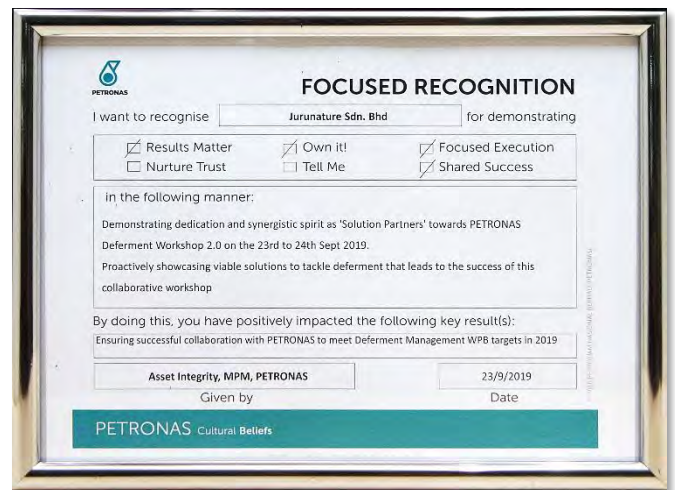 PETRONAS
FOCUSED RECOGNITION
I want to recognise Jurunature Sdn. Bhd for demonstrating
Results Matter Own it! Focused Execution
Nurture Trust Tell Me Shared Success
in the following manner:
Demonstrating dedication and synergistic spirit as 'Solution Partners' towards PETRONAS
Deferment Workshop 2.0 on the 23rd to 24th Sept 2019.
Proactively showcasing viable solutions to tackle deferment that leads to the success of this
collaborative workshop
By doing this, you have positively impacted the following key result(s):
Ensuring successful collaboration with PETRONAS to meet Deferment Management WPB targets in 2019
Asset Integrity, MPM, PETRONAS 23/9/2019
Given by Date
PETRONAS Cultural Beliefs